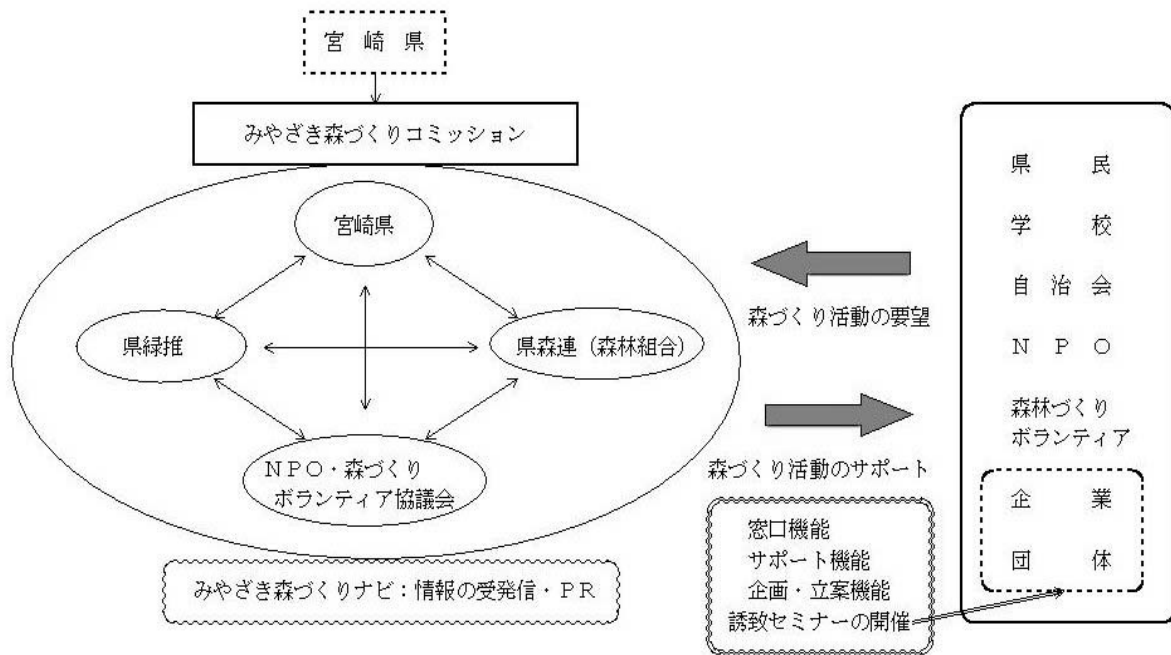 宮崎県
みやざき森づくりコミッション
宮崎県
県緑推
県森連（森林組合）
ＮＰＯ・森づくり
ボランティア協議会
みやざき森づくりナビ：情報の受発信・ＰＲ
森づくり活動の要望
森づくり活動のサポート
窓口機能
サポート機能
企画・立案機能
誘致セミナーの開催
県民
学校
自治会
ＮＰＯ
森林づくり
ボランティア
企業
団体